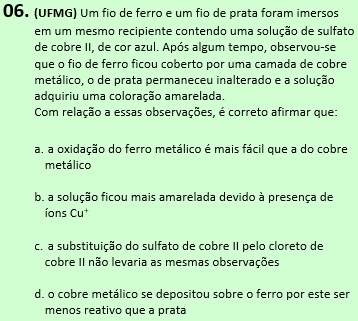 06. (UFMG) Um fio de ferro e um fio de prata foram imersos
em um mesmo recipiente contendo uma solução de sulfato
de cobre II, de cor azul. Após algum tempo, observou-se
que o fio de ferro ficou coberto por uma camada de cobre
metálico, o de prata permaneceu inalterado e a solução
adquiriu uma coloração amarelada.
Com relação a essas observações, é correto afirmar que:
a. a oxidação do ferro metálico é mais fácil que a do cobre
metálico
b. a solução ficou mais amarelada devido à presença de
íons Cu⁺
c. a substituição do sulfato de cobre II pelo cloreto de
cobre II não levaria as mesmas observações
d. o cobre metálico se depositou sobre o ferro por este ser
menos reativo que a prata